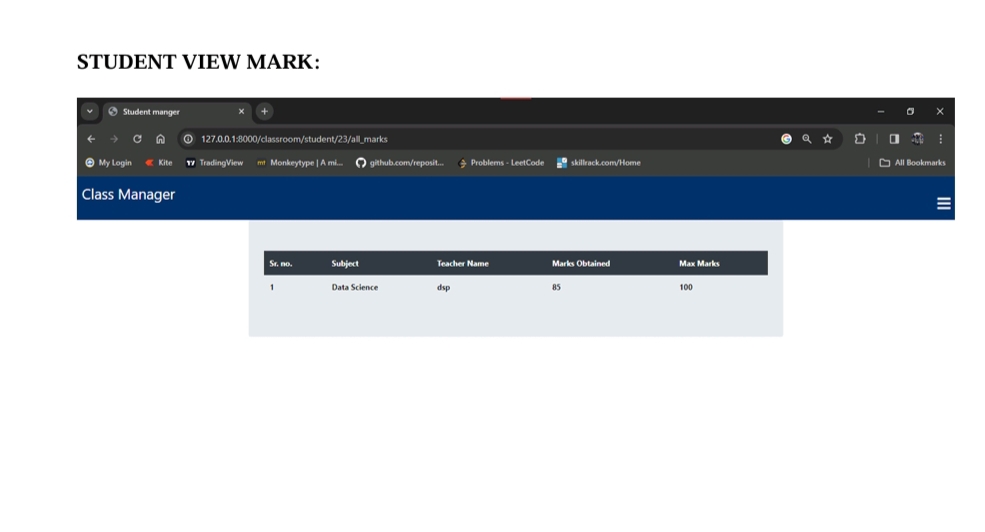 STUDENT VIEW MARK:
Student manger
127.0.0.1:8000/classroom/student/23/all_marks
My Login Kite TradingView Monkeytype | A mi... github.com/reposit... Problems - LeetCode skillrack.com/Home All Bookmarks
Class Manager
Sr. no. Subject Teacher Name Marks Obtained Max Marks
1 Data Science dsp 85 100